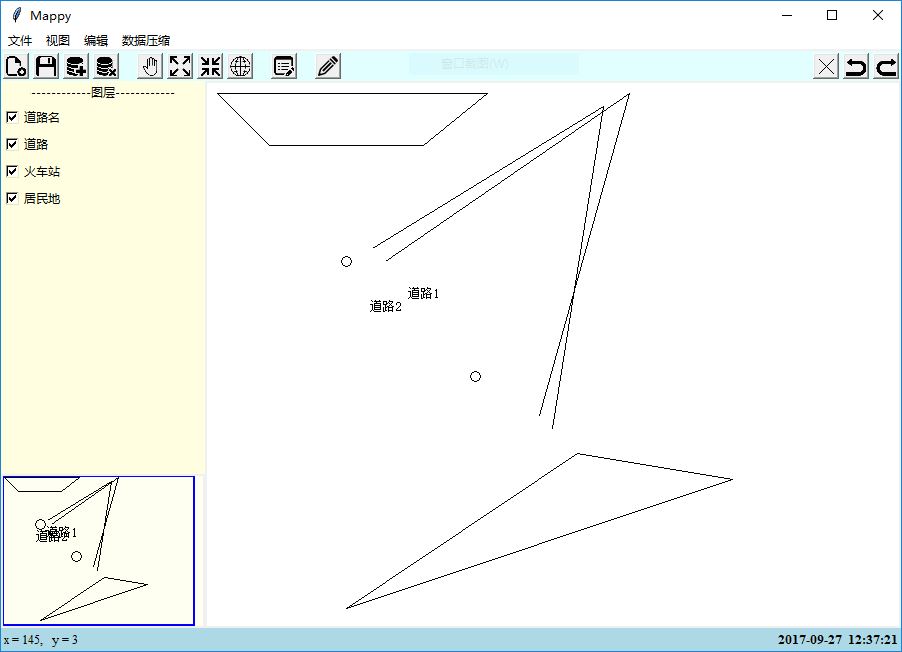 Mappy
文件 视图 编辑 数据压缩
窗口截图(W)
------------图层------------
道路名
道路
火车站
居民地
道路1
道路2
道路1
道路2
x = 145, y = 3
2017-09-27 12:37:21